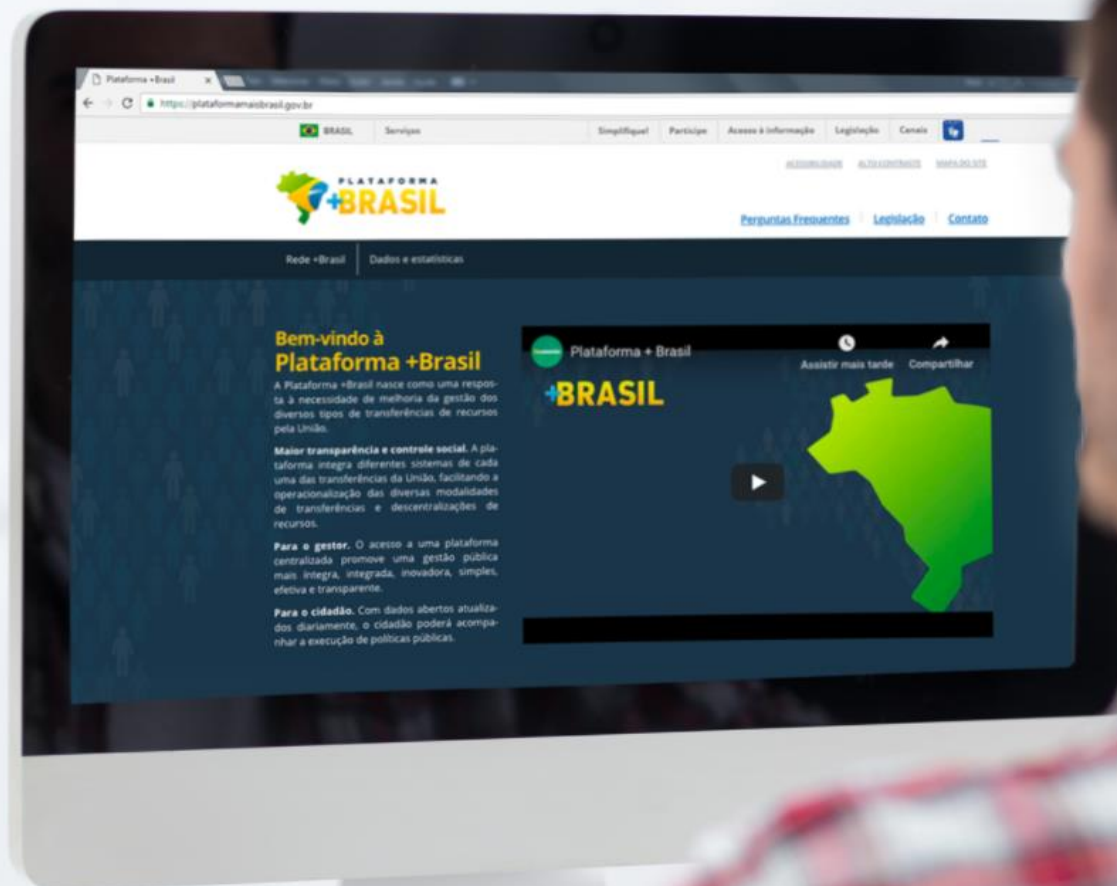 Plataforma +Brasil
https://plataformamaisbrasil.gov.br
BRASIL Serviços Simplifique! Participe Acesso à informação Legislação Canais
ACESSIBILIDADE ALTO CONTRASTE MAPA DO SITE
PLATAFORMA
+BRASIL
Perguntas Frequentes Legislação Contato
Rede +Brasil Dados e estatísticas
Bem-vindo à
Plataforma +Brasil
A Plataforma +Brasil nasce como uma respos-
ta à necessidade de melhoria da gestão dos
diversos tipos de transferências de recursos
pela União.
Maior transparência e controle social. A pla-
taforma integra diferentes sistemas de cada
uma das transferências da União, facilitando a
operacionalização das diversas modalidades
de transferências e descentralizações de
recursos.
Para o gestor. O acesso a uma plataforma
centralizada promove uma gestão pública
mais íntegra, integrada, inovadora, simples,
efetiva e transparente.
Para o cidadão. Com dados abertos atualiza-
dos diariamente, o cidadão poderá acompa-
nhar a execução de políticas públicas.
Plataforma + Brasil
Assistir mais tarde Compartilhar
+BRASIL